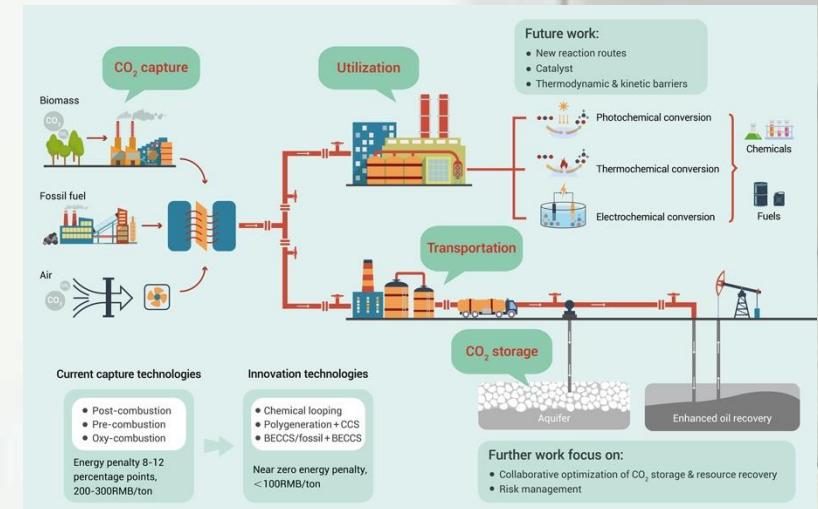 CO₂ capture
Utilization
Future work:
• New reaction routes
• Catalyst
• Thermodynamic & kinetic barriers
Biomass
CO₂
Photochemical conversion
Thermochemical conversion
Electrochemical conversion
Chemicals
Fuels
Fossil fuel
Air
CO₂
Transportation
CO₂ storage
Aquifer
Enhanced oil recovery
Current capture technologies
• Post-combustion
• Pre-combustion
• Oxy-combustion
Energy penalty 8-12
percentage points,
200-300RMB/ton
Innovation technologies
• Chemical looping
• Polygeneration + CCS
• BECCS/fossil + BECCS
Near zero energy penalty,
<100RMB/ton
Further work focus on:
• Collaborative optimization of CO₂ storage & resource recovery
• Risk management